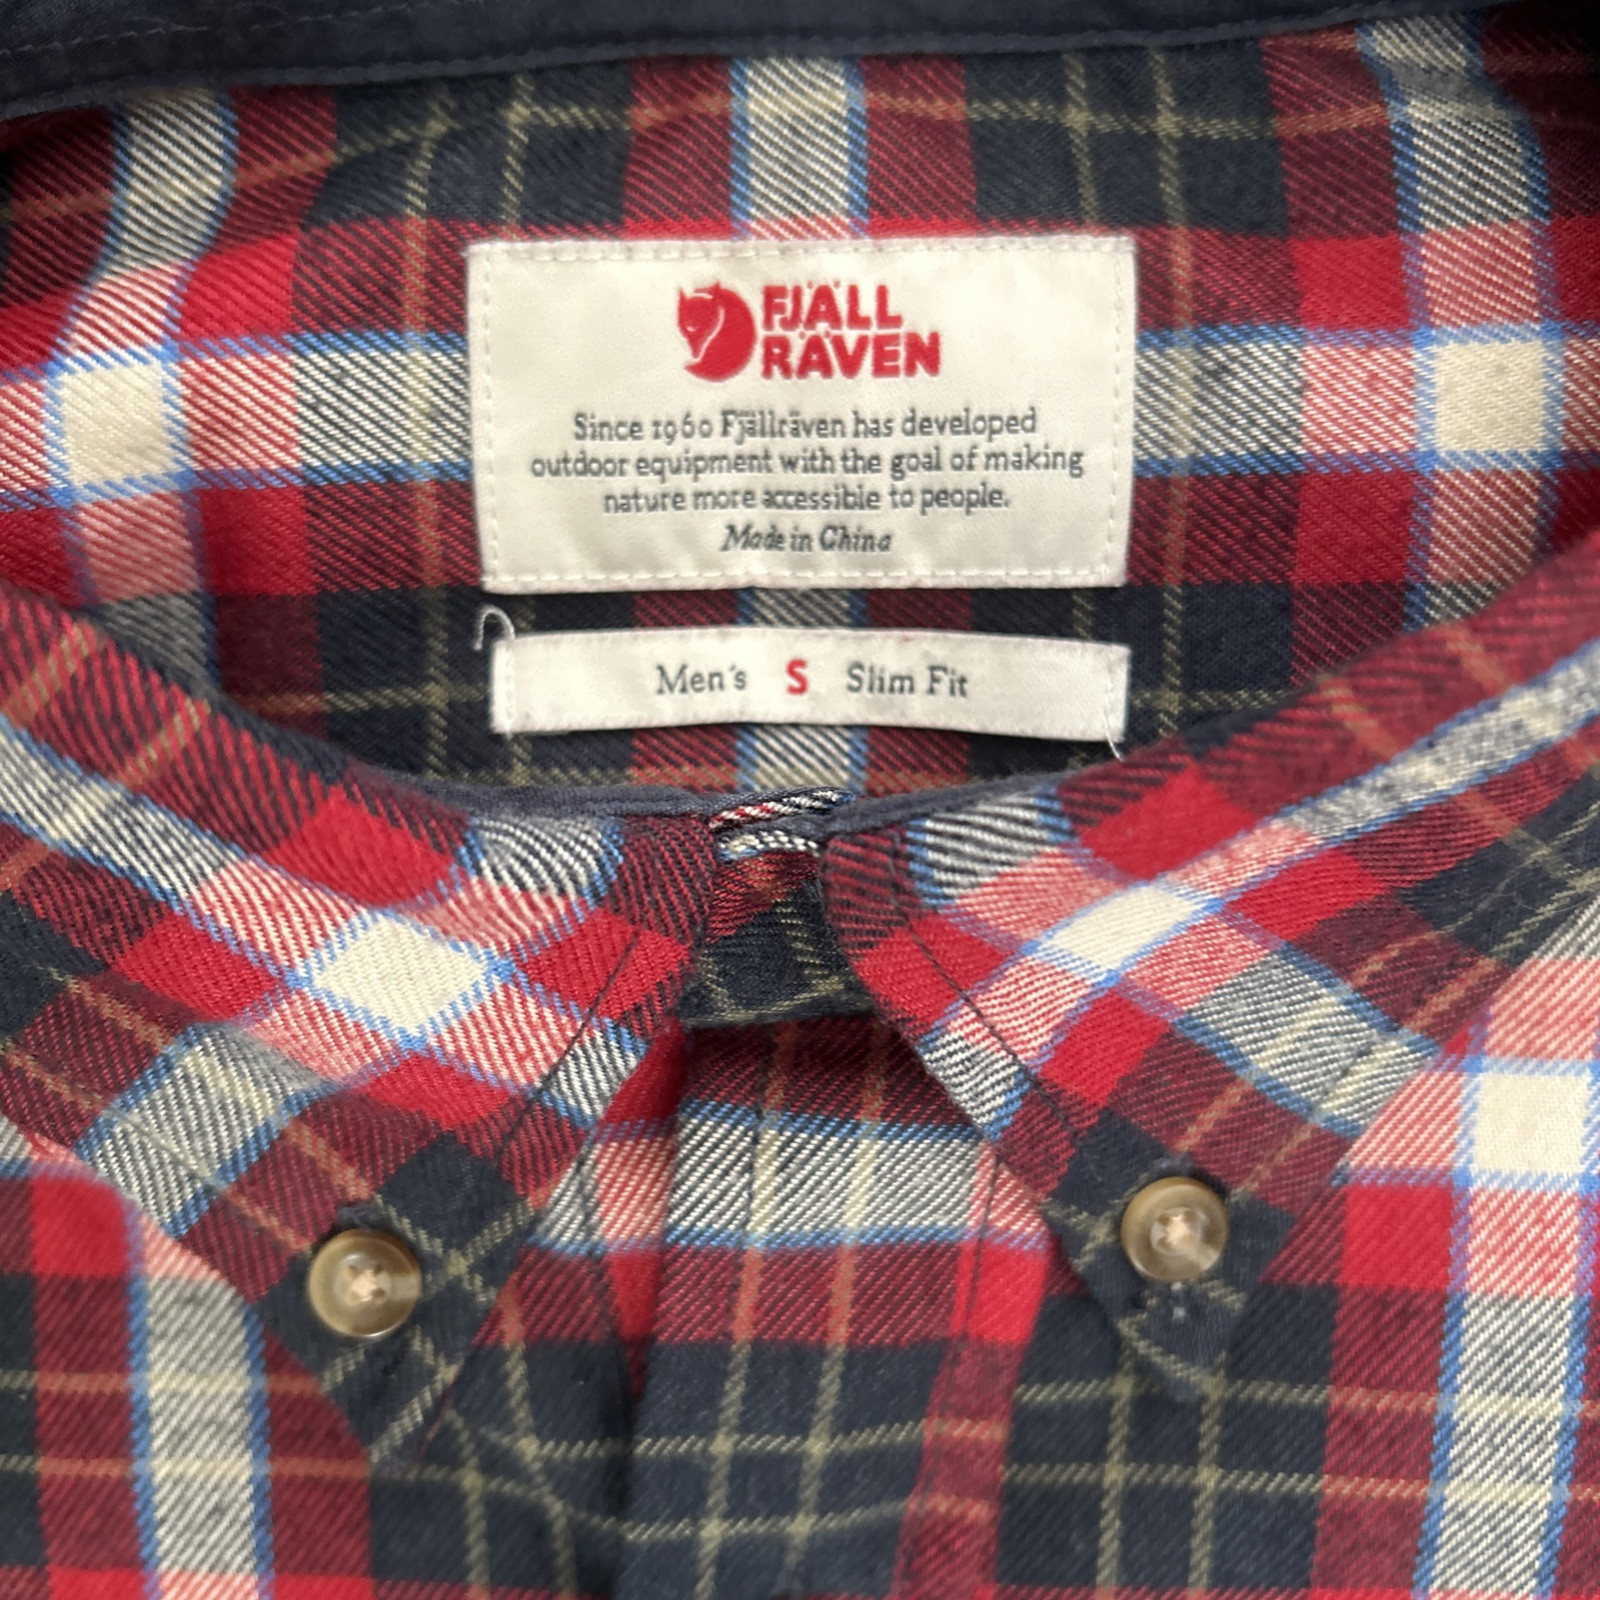 FJÄLL
RÄVEN
Since 1960 Fjällräven has developed
outdoor equipment with the goal of making
nature more accessible to people.
Made in China
Men's S Slim Fit